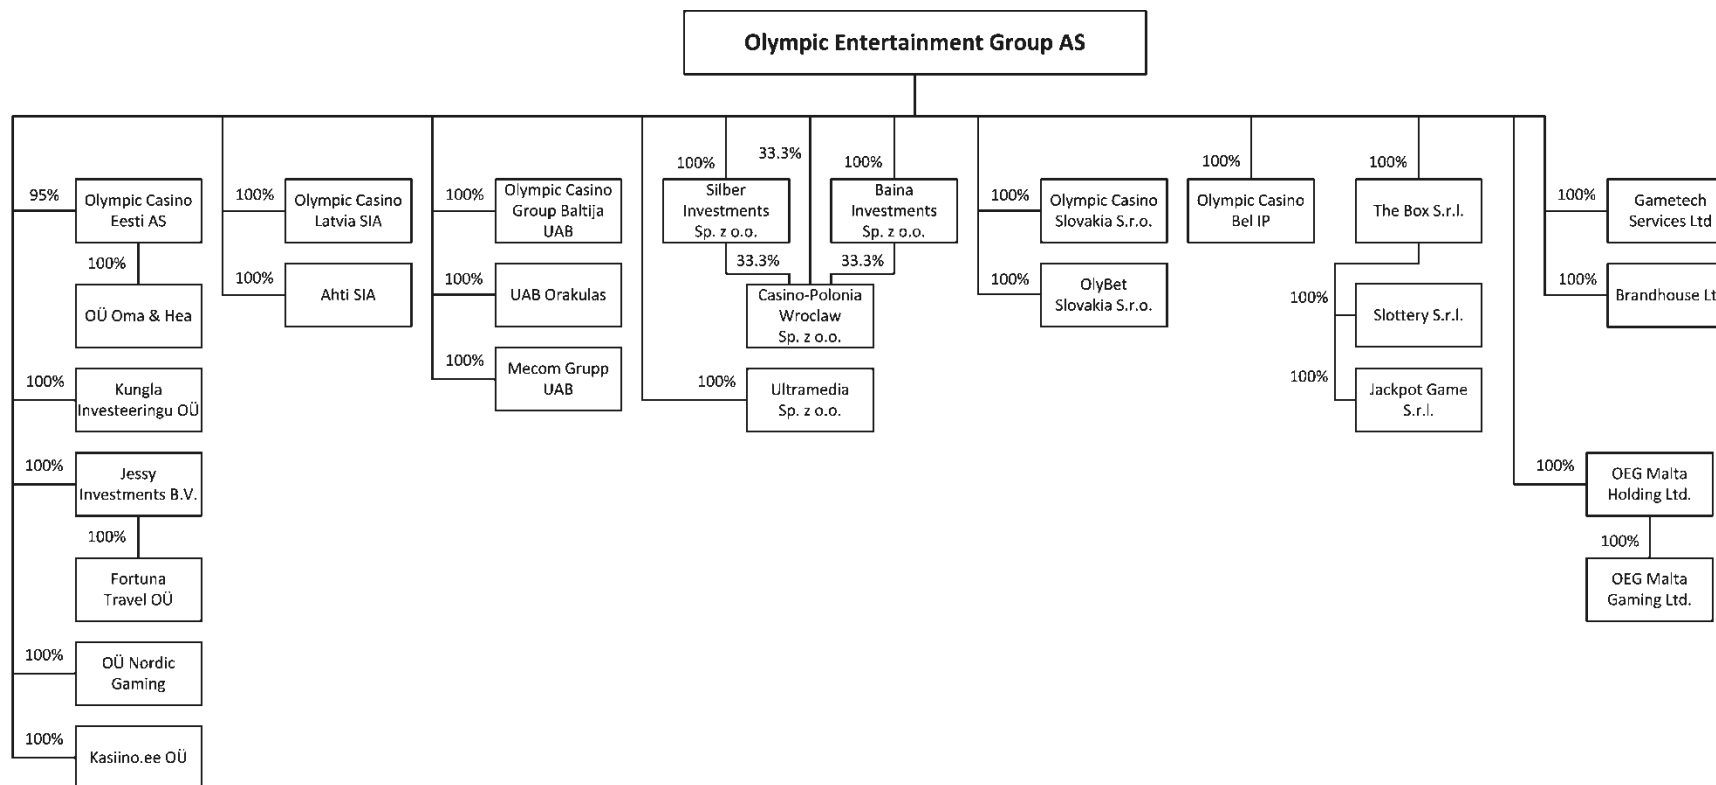 Olympic Entertainment Group AS
100%
33.3%
100%
100%
100%
95%
Olympic Casino
Eesti AS
100%
Olympic Casino
Latvia SIA
100%
Olympic Casino
Group Baltija
UAB
Silber
Investments
Sp. z o.o.
Baina
Investments
Sp. z o.o.
100%
Olympic Casino
Slovakia S.r.o.
Olympic Casino
Bel IP
The Box S.r.l.
100%
Gametech
Services Ltd
100%
OÜ Oma & Hea
100%
Ahti SIA
100%
UAB Orakulas
33.3%
33.3%
Casino-Polonia
Wroclaw
Sp. z o.o.
100%
OlyBet
Slovakia S.r.o.
100%
Slottery S.r.l.
100%
Brandhouse Lt
100%
Kungla
Investeeringu OÜ
100%
Mecom Grupp
UAB
100%
Ultramedia
Sp. z o.o.
100%
Jackpot Game
S.r.l.
100%
Jessy
Investments B.V.
100%
OEG Malta
Holding Ltd.
100%
Fortuna
Travel OÜ
100%
OEG Malta
Gaming Ltd.
100%
OÜ Nordic
Gaming
100%
Kasiino.ee OÜ